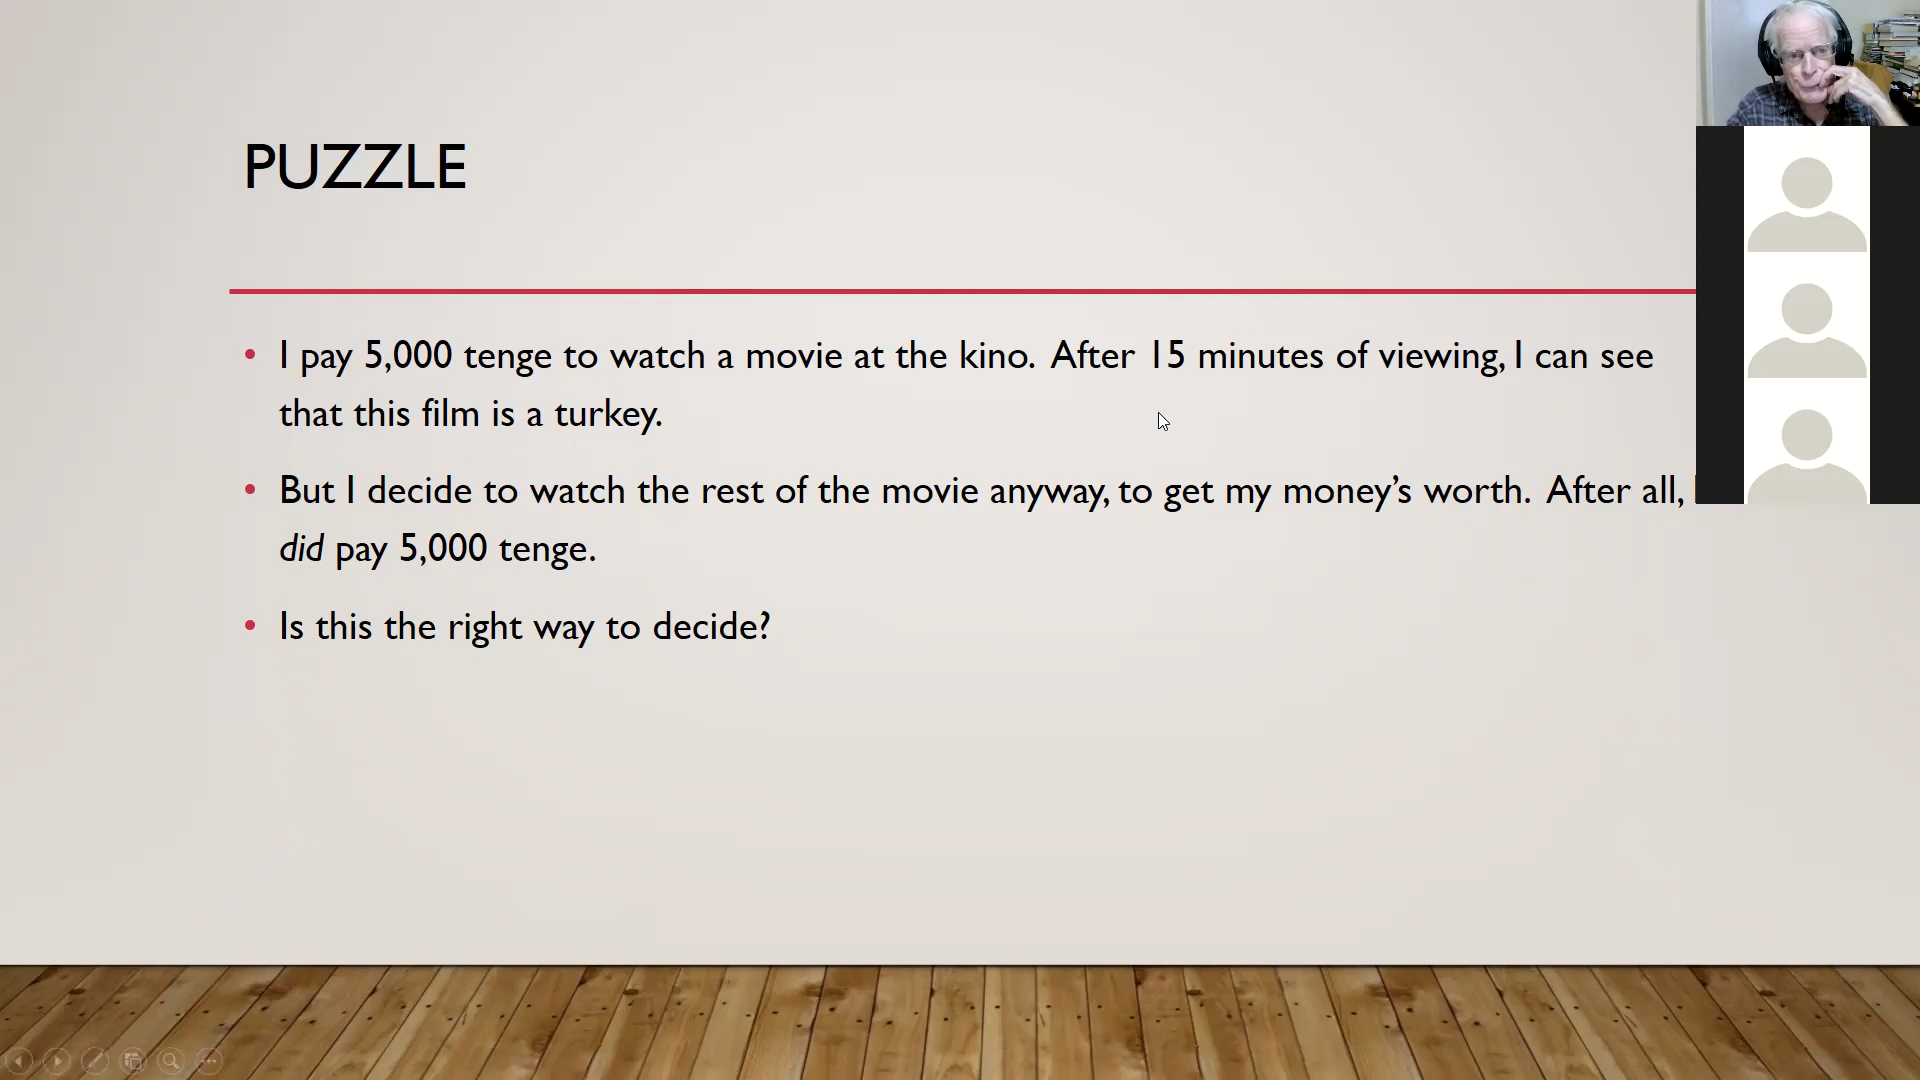 PUZZLE
• I pay 5,000 tenge to watch a movie at the kino. After 15 minutes of viewing, I can see
that this film is a turkey.
• But I decide to watch the rest of the movie anyway, to get my money’s worth. After all,
did pay 5,000 tenge.
• Is this the right way to decide?